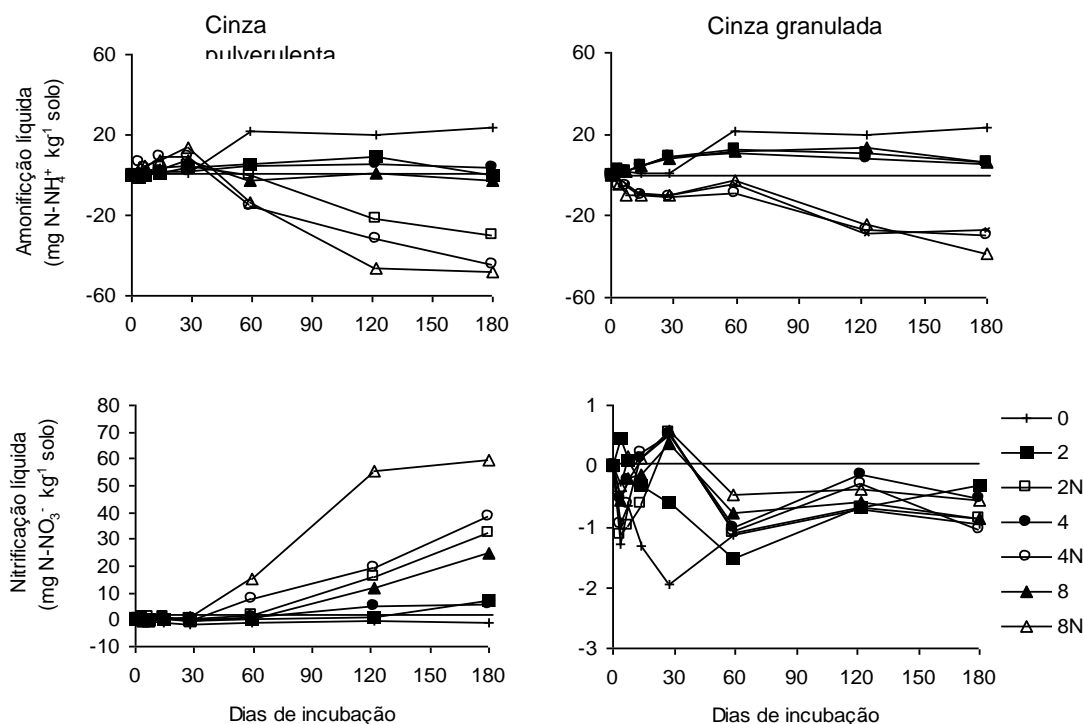 Cinza
pulverulenta
Cinza granulada
Amonificção líquida
(mg N-NH₄⁺ kg⁻¹ solo)
60
20
-20
-60
0 30 60 90 120 150 180
60
20
-20
-60
0 30 60 90 120 150 180
Nitrificação líquida
(mg N-NO₃⁻ kg⁻¹ solo)
80
70
60
50
40
30
20
10
0
-10
0 30 60 90 120 150 180
Dias de incubação
1
0
-1
-2
-3
0 30 60 90 120 150 180
Dias de incubação
0
2
2N
4
4N
8
8N